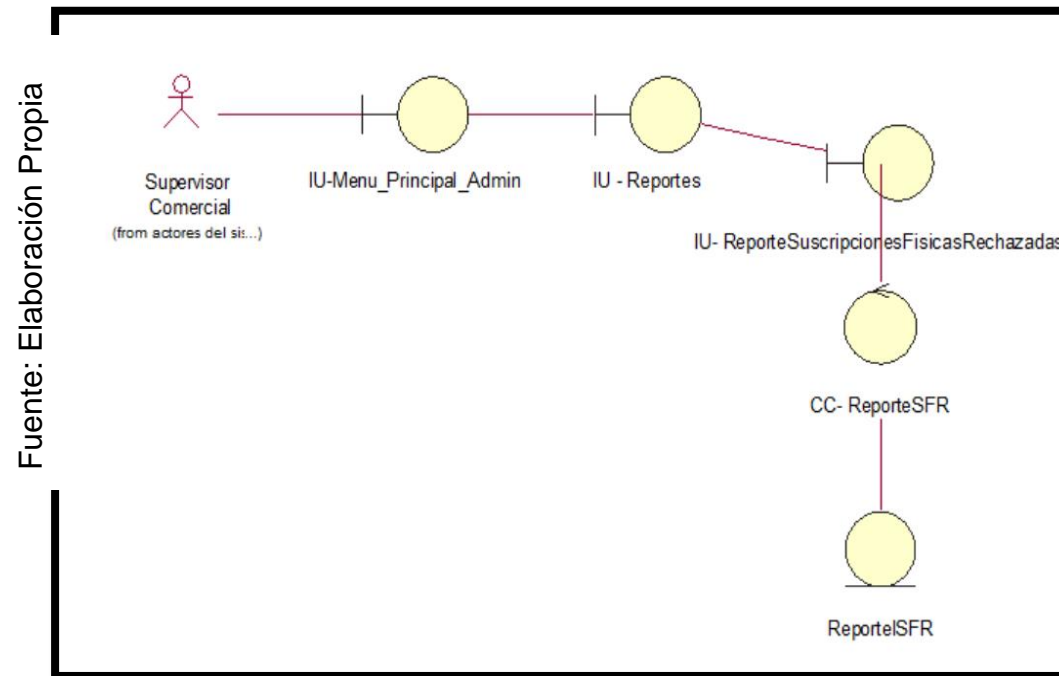 Fuente: Elaboración Propia
Supervisor
Comercial
(from actores del sis...)
IU-Menu_Principal_Admin
IU - Reportes
IU- ReporteSuscripcionesFisicasRechazadas
CC- ReporteSFR
ReporteISFR